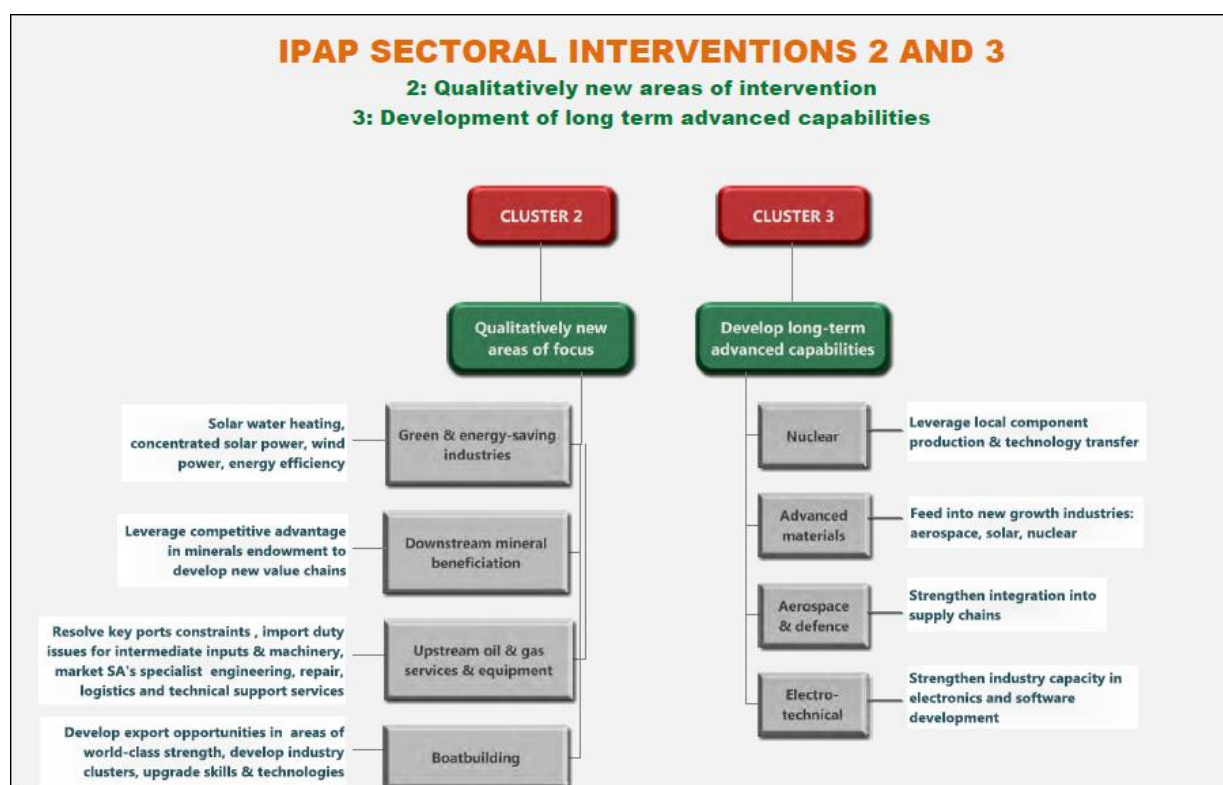 IPAP SECTORAL INTERVENTIONS 2 AND 3
2: Qualitatively new areas of intervention
3: Development of long term advanced capabilities
CLUSTER 2
Qualitatively new
areas of focus
Solar water heating,
concentrated solar power, wind
power, energy efficiency
Green & energy-saving
industries
Leverage competitive advantage
in minerals endowment to
develop new value chains
Downstream mineral
beneficiation
Resolve key ports constraints , import duty
issues for intermediate inputs & machinery,
market SA's specialist engineering, repair,
logistics and technical support services
Upstream oil & gas
services & equipment
Develop export opportunities in areas of
world-class strength, develop industry
clusters, upgrade skills & technologies
Boatbuilding
CLUSTER 3
Develop long-term
advanced capabilities
Nuclear
Leverage local component
production & technology transfer
Advanced
materials
Feed into new growth industries:
aerospace, solar, nuclear
Aerospace
& defence
Strengthen integration into
supply chains
Electro-
technical
Strengthen industry capacity in
electronics and software
development